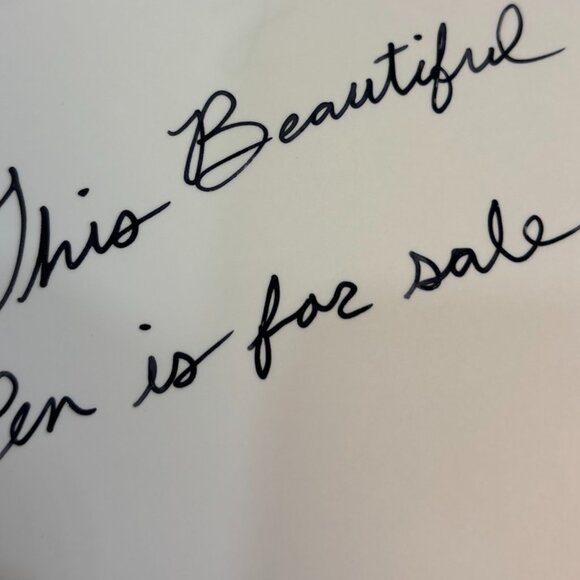 This Beautiful
Pen is for sale